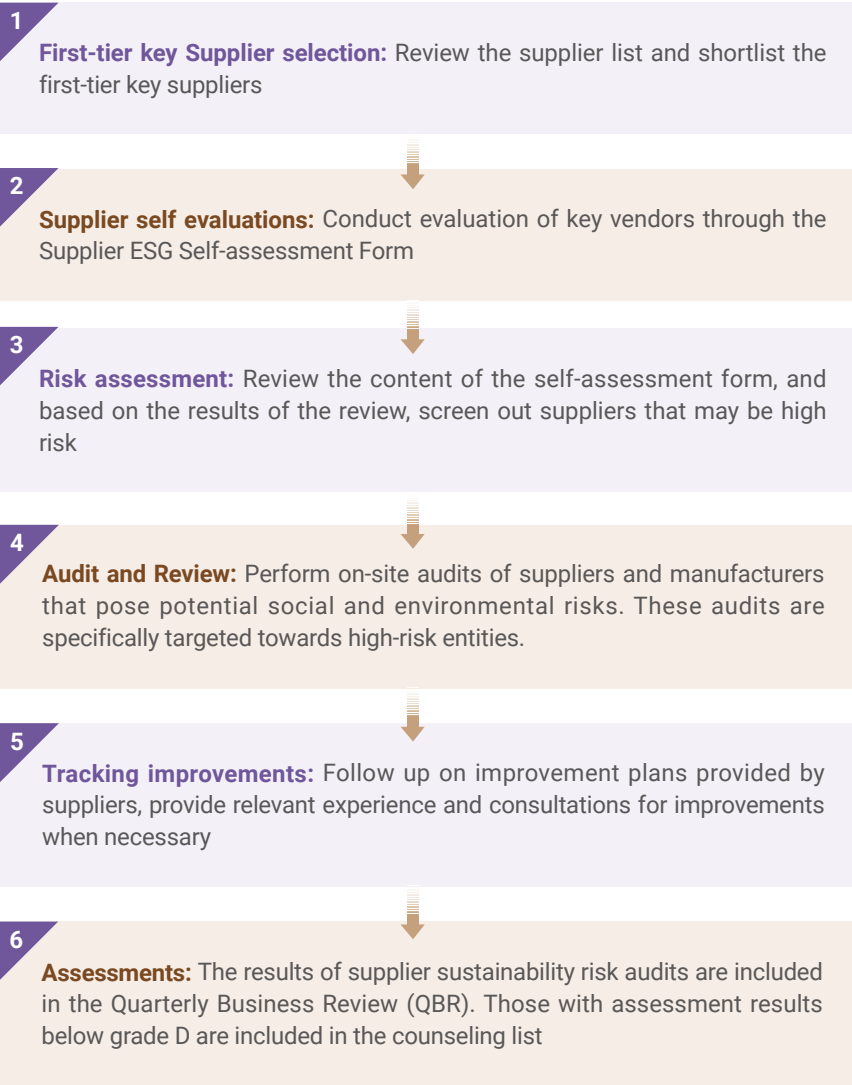 1
First-tier key Supplier selection: Review the supplier list and shortlist the
first-tier key suppliers
2
Supplier self evaluations: Conduct evaluation of key vendors through the
Supplier ESG Self-assessment Form
3
Risk assessment: Review the content of the self-assessment form, and
based on the results of the review, screen out suppliers that may be high
risk
4
Audit and Review: Perform on-site audits of suppliers and manufacturers
that pose potential social and environmental risks. These audits are
specifically targeted towards high-risk entities.
5
Tracking improvements: Follow up on improvement plans provided by
suppliers, provide relevant experience and consultations for improvements
when necessary
6
Assessments: The results of supplier sustainability risk audits are included
in the Quarterly Business Review (QBR). Those with assessment results
below grade D are included in the counseling list